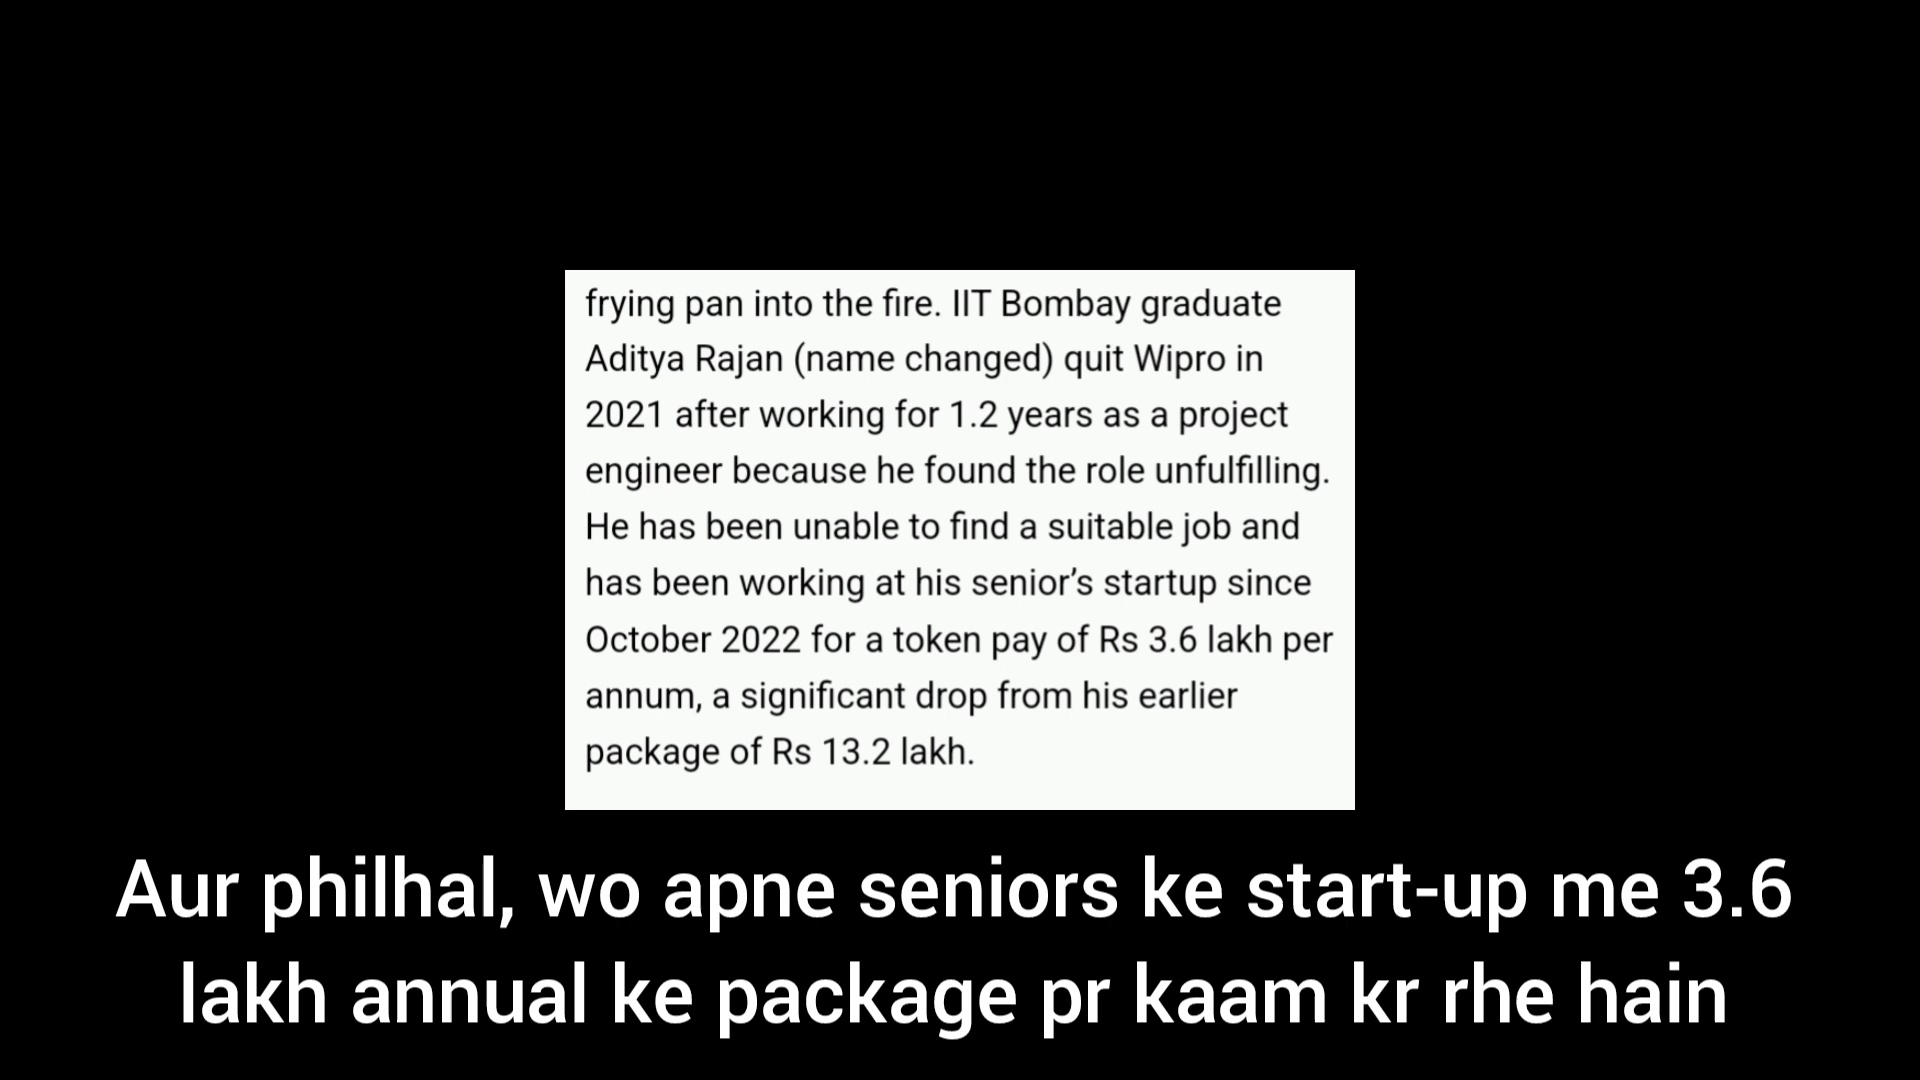 frying pan into the fire. IIT Bombay graduate
Aditya Rajan (name changed) quit Wipro in
2021 after working for 1.2 years as a project
engineer because he found the role unfulfilling.
He has been unable to find a suitable job and
has been working at his senior’s startup since
October 2022 for a token pay of Rs 3.6 lakh per
annum, a significant drop from his earlier
package of Rs 13.2 lakh.
Aur philhal, wo apne seniors ke start-up me 3.6
lakh annual ke package pr kaam kr rhe hain